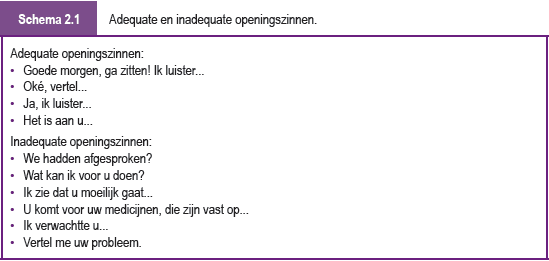 Schema 2.1 Adequate en inadequate openingszinnen.
Adequate openingszinnen:
• Goede morgen, ga zitten! Ik luister...
• Oké, vertel...
• Ja, ik luister...
• Het is aan u...
Inadequate openingszinnen:
• We hadden afgesproken?
• Wat kan ik voor u doen?
• Ik zie dat u moeilijk gaat...
• U komt voor uw medicijnen, die zijn vast op...
• Ik verwachtte u...
• Vertel me uw probleem.